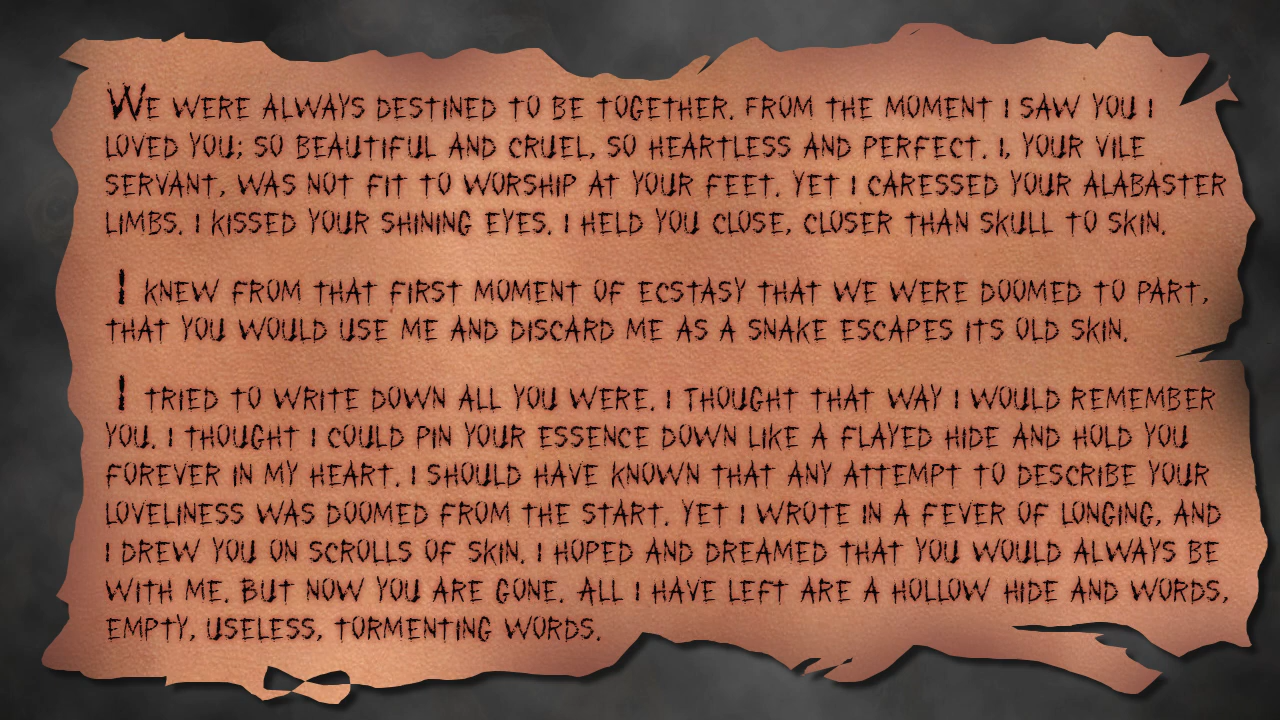 We were always destined to be together. From the moment I saw you I
loved you; so beautiful and cruel, so heartless and perfect. I, your vile
servant, was not fit to worship at your feet. Yet I caressed your alabaster
limbs. I kissed your shining eyes. I held you close, closer than skull to skin.
I knew from that first moment of ecstasy that we were doomed to part,
that you would use me and discard me as a snake escapes its old skin.
I tried to write down all you were. I thought that way I would remember
you. I thought I could pin your essence down like a flayed hide and hold you
forever in my heart. I should have known that any attempt to describe your
loveliness was doomed from the start. Yet I wrote in a fever of longing, and
I drew you on scrolls of skin. I hoped and dreamed that you would always be
with me. But now you are gone. All I have left are a hollow hide and words,
empty, useless, tormenting words.